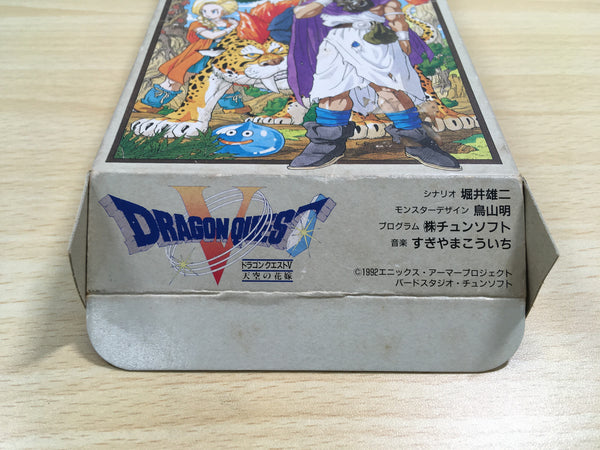 DRAGON QUEST
V
ドラゴンクエストV
天空の花嫁
シナリオ 堀井雄二
モンスターデザイン 鳥山明
プログラム ㈱チュンソフト
音楽 すぎやまこういち
©1992エニックス・アーマープロジェクト
バードスタジオ・チュンソフト